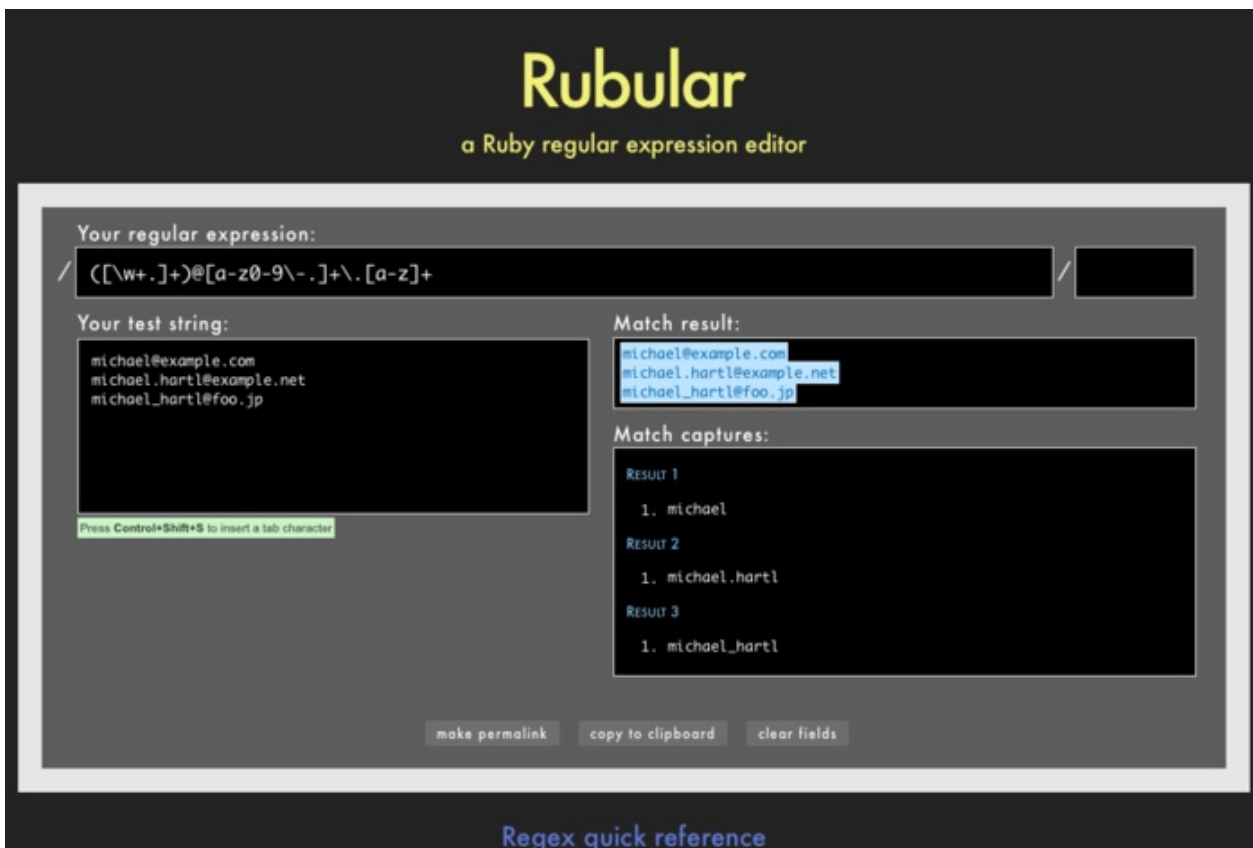 Rubular
a Ruby regular expression editor
Your regular expression:
/ ([\w+.]+)@[a-z0-9\-.]+\.[a-z]+ /
Your test string:
michael@example.com
michael.hartl@example.net
michael_hartl@foo.jp
Press Control+Shift+S to insert a tab character
Match result:
michael@example.com
michael.hartl@example.net
michael_hartl@foo.jp
Match captures:
Result 1
1. michael
Result 2
1. michael.hartl
Result 3
1. michael_hartl
make permalink copy to clipboard clear fields
Regex quick reference